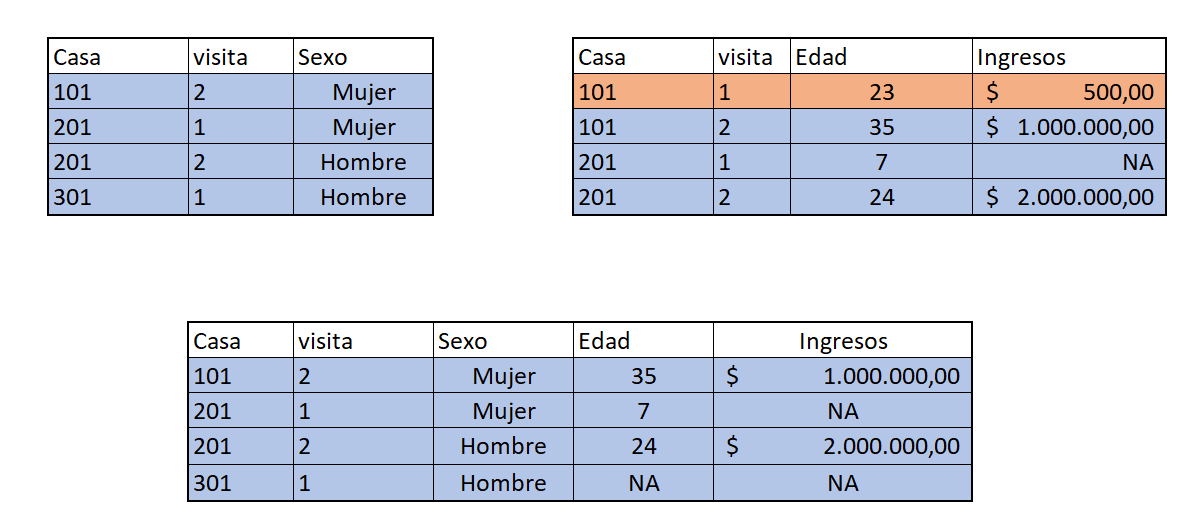 Casa visita Sexo
101 2 Mujer
201 1 Mujer
201 2 Hombre
301 1 Hombre
Casa visita Edad Ingresos
101 1 23 $ 500,00
101 2 35 $ 1.000.000,00
201 1 7 NA
201 2 24 $ 2.000.000,00
Casa visita Sexo Edad Ingresos
101 2 Mujer 35 $ 1.000.000,00
201 1 Mujer 7 NA
201 2 Hombre 24 $ 2.000.000,00
301 1 Hombre NA NA